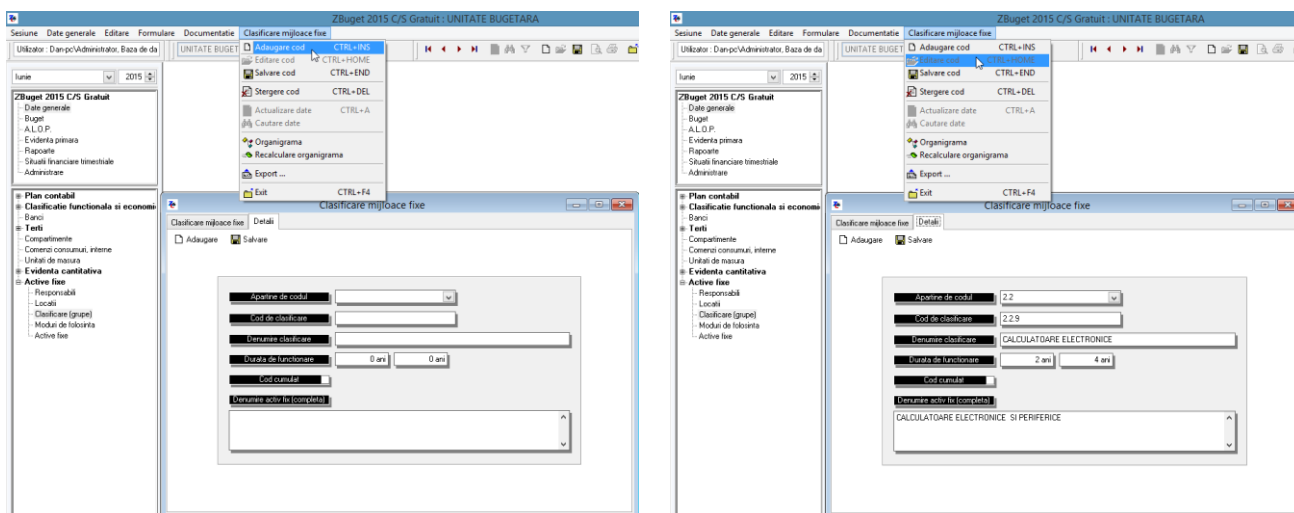 ZBuget 2015 C/S Gratuit : UNITATE BUGETARA
Sesiune Date generale Editare Formulare Documentatie Clasificare mijloace fixe
Utilizator : Dan-pc\Administrator, Baza de da UNITATE BUGET
Adaugare cod CTRL+INS
Editare cod CTRL+HOME
Salvare cod CTRL+END
Stergere cod CTRL+DEL
Actualizare date CTRL+A
Cautare date
Organigrama
Recalculare organigrama
Export ...
Exit CTRL+F4
Iunie 2015
ZBuget 2015 C/S Gratuit
Date generale
Buget
A.L.O.P.
Evidenta primara
Rapoarte
Situatii financiare trimestriale
Administrare
Plan contabil
Clasificatie functionala si economi
Banci
Terti
Compartimente
Comenzi consumuri, interne
Unitati de masura
Evidenta cantitativa
Active fixe
Responsabili
Locatii
Clasificare (grupe)
Moduri de folosinta
Active fixe
Clasificare mijloace fixe
Clasificare mijloace fixe Detalii
Adaugare Salvare
Apartine de codul
Cod de clasificare
Denumire clasificare
Durata de functionare 0 ani 0 ani
Cod cumulat
Denumire activ fix (completa)
ZBuget 2015 C/S Gratuit : UNITATE BUGETARA
Sesiune Date generale Editare Formulare Documentatie Clasificare mijloace fixe
Utilizator : Dan-pc\Administrator, Baza de da UNITATE BUGET
Adaugare cod CTRL+INS
Editare cod CTRL+HOME
Salvare cod CTRL+END
Stergere cod CTRL+DEL
Actualizare date CTRL+A
Cautare date
Organigrama
Recalculare organigrama
Export ...
Exit CTRL+F4
Iunie 2015
ZBuget 2015 C/S Gratuit
Date generale
Buget
A.L.O.P.
Evidenta primara
Rapoarte
Situatii financiare trimestriale
Administrare
Plan contabil
Clasificatie functionala si economi
Banci
Terti
Compartimente
Comenzi consumuri, interne
Unitati de masura
Evidenta cantitativa
Active fixe
Responsabili
Locatii
Clasificare (grupe)
Moduri de folosinta
Active fixe
Clasificare mijloace fixe
Clasificare mijloace fixe Detalii
Adaugare Salvare
Apartine de codul 2.2
Cod de clasificare 2.2.9
Denumire clasificare CALCULATOARE ELECTRONICE
Durata de functionare 2 ani 4 ani
Cod cumulat
Denumire activ fix (completa)
CALCULATOARE ELECTRONICE SI PERIFERICE